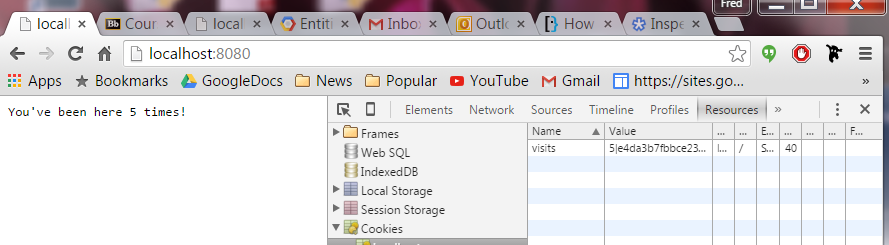 Fred
locall
Cour
local
Entiti
Inbox
Outlo
How
Inspe
localhost:8080
Apps Bookmarks GoogleDocs News Popular YouTube Gmail https://sites.go... »
You've been here 5 times!
Elements Network Sources Timeline Profiles Resources »
Frames
Web SQL
IndexedDB
Local Storage
Session Storage
Cookies
Name Value ... ... E... ... ... ... F...
visits 5|e4da3b7fbbce23... l... / S... 40